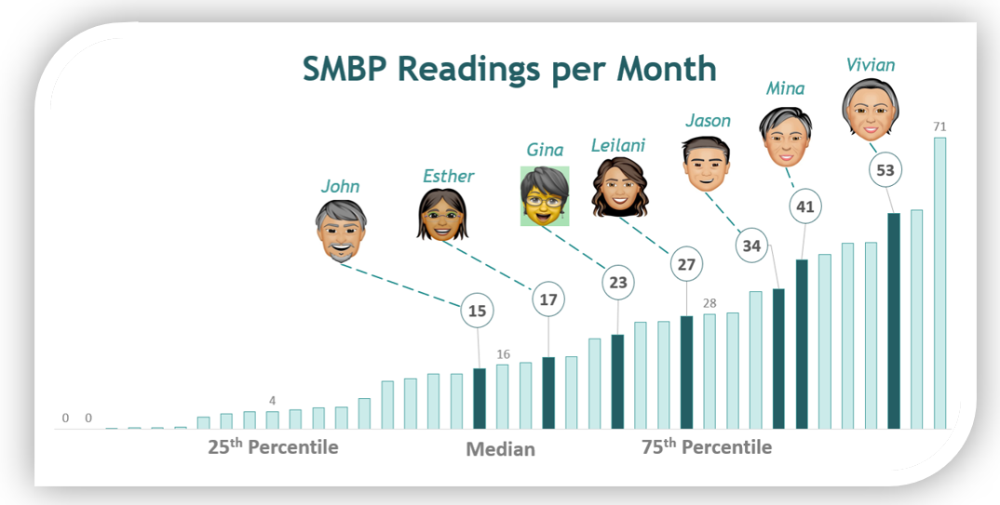 SMBP Readings per Month
Vivian
Mina
Jason
Leilani
Gina
Esther
John
71
53
41
34
27
23
17
15
28
16
4
0 0
25th Percentile
Median
75th Percentile